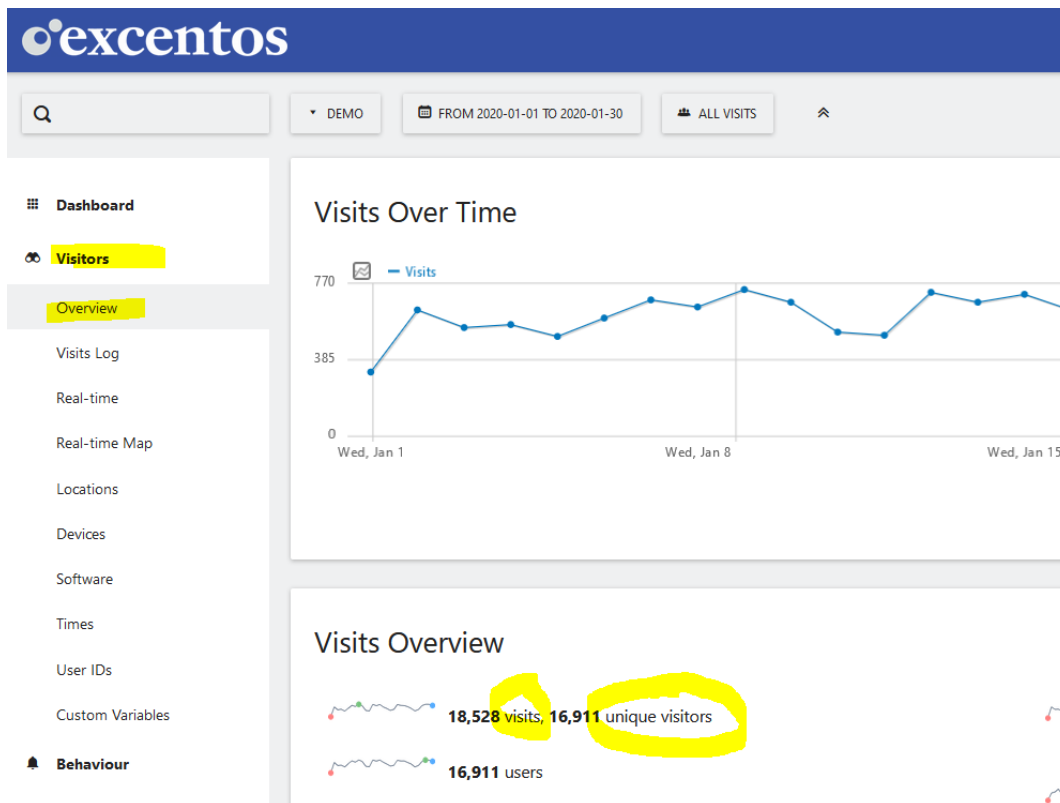 excentos
DEMO
FROM 2020-01-01 TO 2020-01-30
ALL VISITS
Dashboard
Visitors
Overview
Visits Log
Real-time
Real-time Map
Locations
Devices
Software
Times
User IDs
Custom Variables
Behaviour
Visits Over Time
Visits
770
385
0
Wed, Jan 1
Wed, Jan 8
Wed, Jan 15
Visits Overview
18,528 visits, 16,911 unique visitors
16,911 users